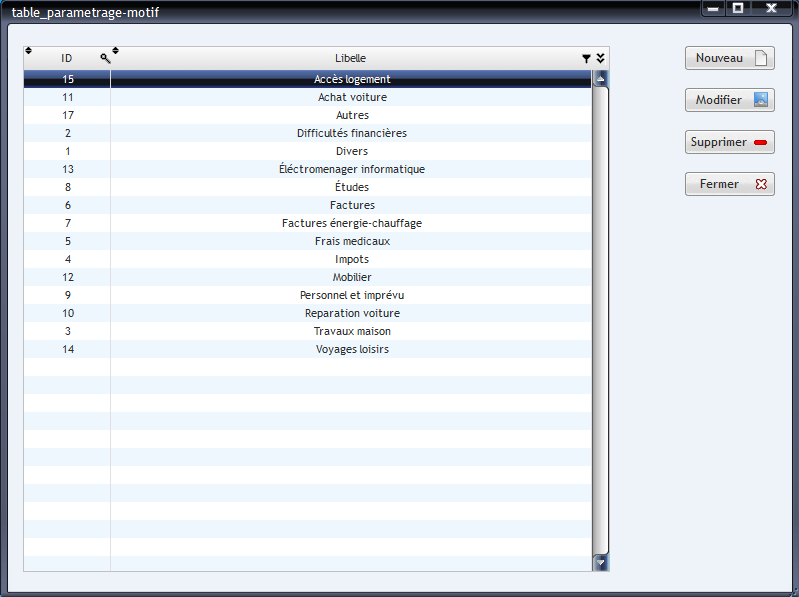 table_parametrage-motif
ID Libelle
15 Accès logement
11 Achat voiture
17 Autres
2 Difficultés financières
1 Divers
13 Éléctromenager informatique
8 Études
6 Factures
7 Factures énergie-chauffage
5 Frais medicaux
4 Impots
12 Mobilier
9 Personnel et imprévu
10 Reparation voiture
3 Travaux maison
14 Voyages loisirs
Nouveau
Modifier
Supprimer
Fermer